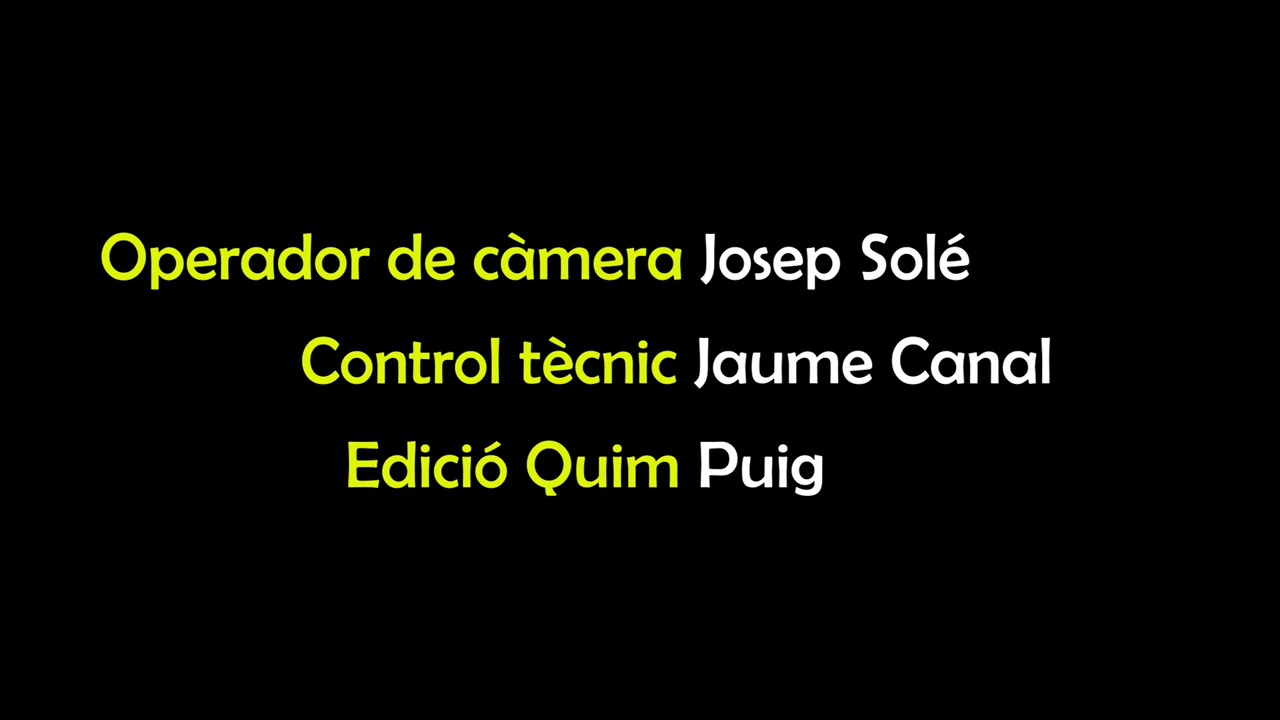 Operador de càmera Josep Solé
Control tècnic Jaume Canal
Edició Quim Puig